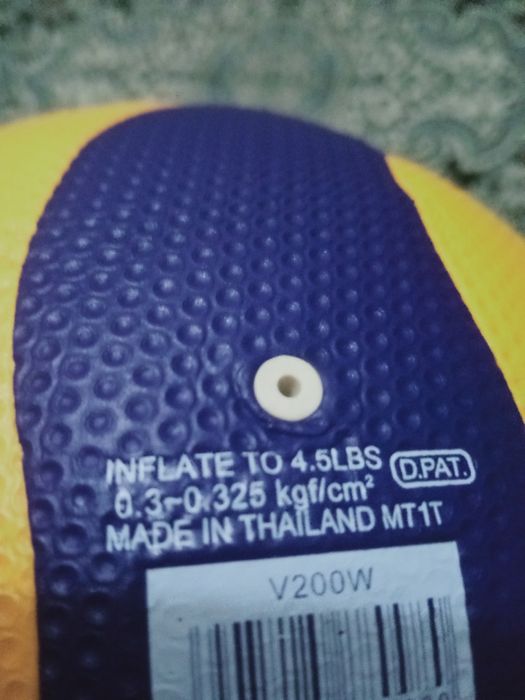 INFLATE TO 4.5LBS D.PAT.
0.3~0.325 kgf/cm²
MADE IN THAILAND MT1T
V200W